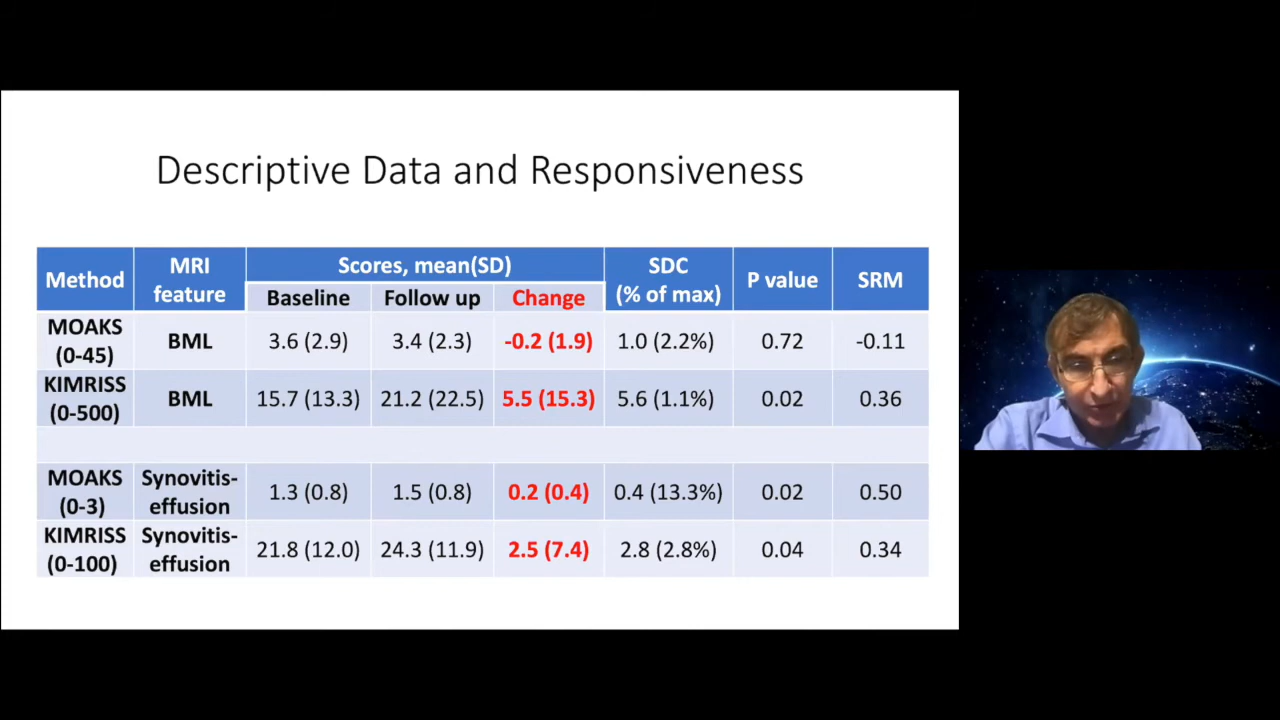 Descriptive Data and Responsiveness
Method MRI feature Scores, mean(SD) SDC (% of max) P value SRM
Baseline Follow up Change
MOAKS (0-45) BML 3.6 (2.9) 3.4 (2.3) -0.2 (1.9) 1.0 (2.2%) 0.72 -0.11
KIMRISS (0-500) BML 15.7 (13.3) 21.2 (22.5) 5.5 (15.3) 5.6 (1.1%) 0.02 0.36
MOAKS (0-3) Synovitis-effusion 1.3 (0.8) 1.5 (0.8) 0.2 (0.4) 0.4 (13.3%) 0.02 0.50
KIMRISS (0-100) Synovitis-effusion 21.8 (12.0) 24.3 (11.9) 2.5 (7.4) 2.8 (2.8%) 0.04 0.34